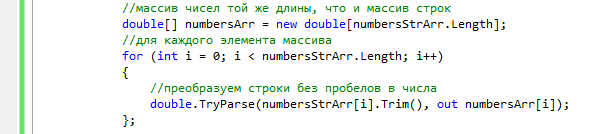 //массив чисел той же длины, что и массив строк
double[] numbersArr = new double[numbersStrArr.Length];
//для каждого элемента массива
for (int i = 0; i < numbersStrArr.Length; i++)
{
//преобразуем строки без пробелов в числа
double.TryParse(numbersStrArr[i].Trim(), out numbersArr[i]);
};